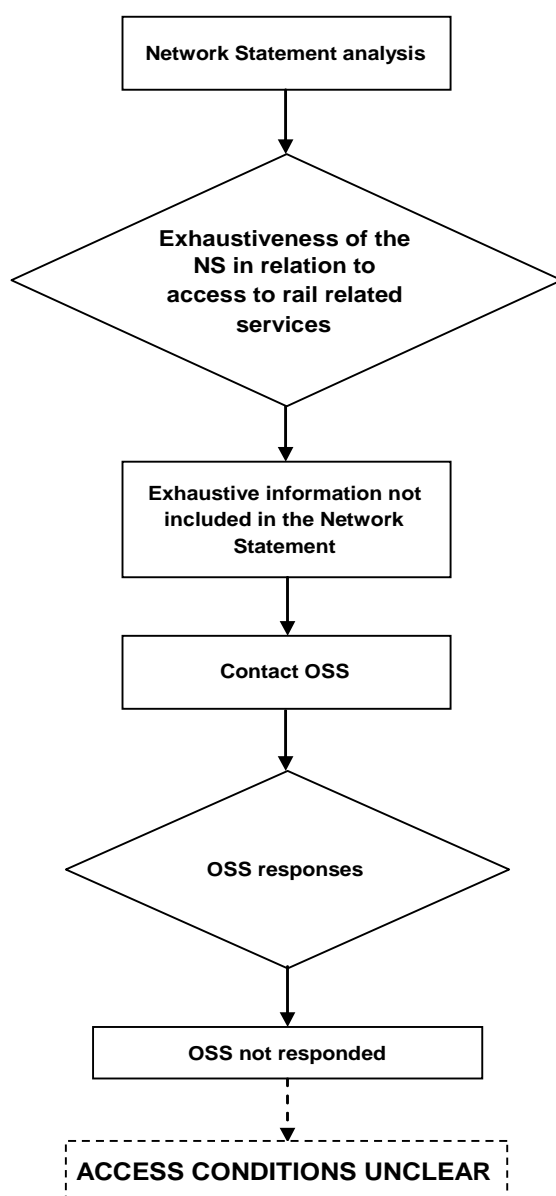 Network Statement analysis
Exhaustiveness of the
NS in relation to
access to rail related
services
Exhaustive information not
included in the Network
Statement
Contact OSS
OSS responses
OSS not responded
ACCESS CONDITIONS UNCLEAR